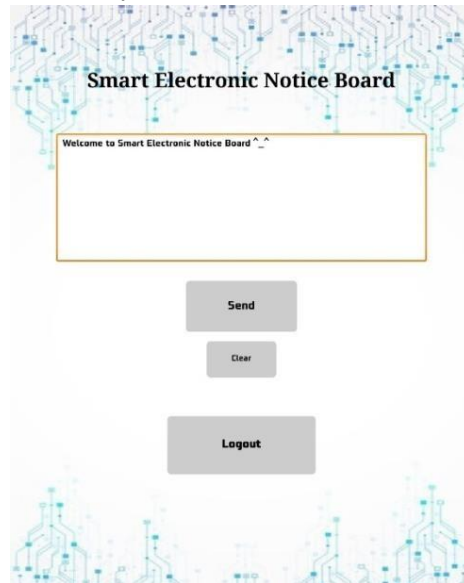 Smart Electronic Notice Board
Welcome to Smart Electronic Notice Board ^_^
Send
Clear
Logout